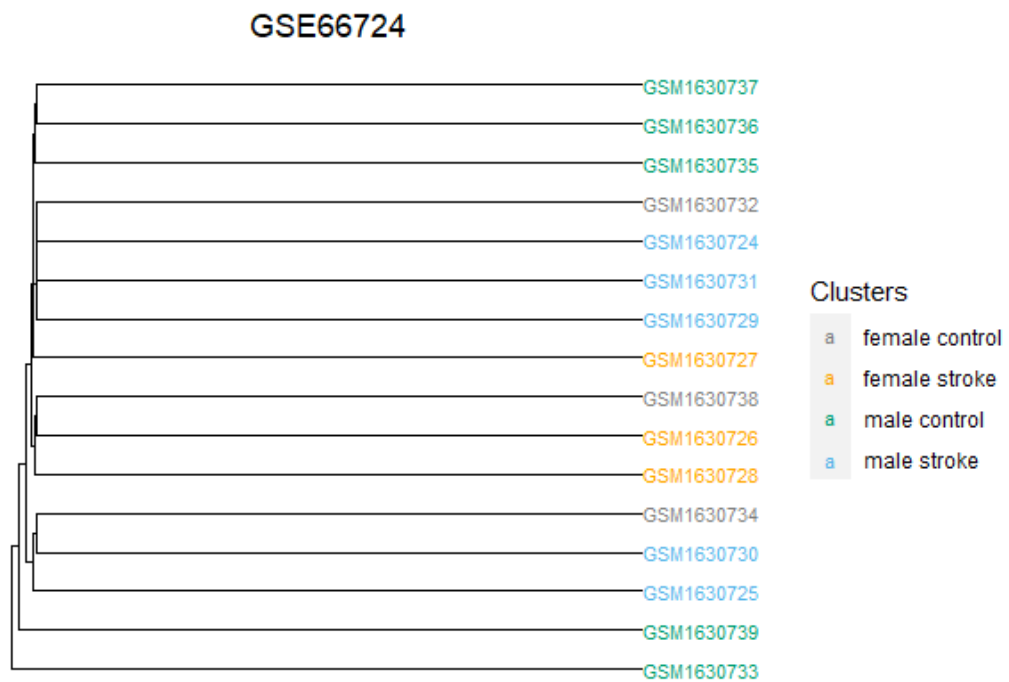 GSE66724
GSM1630737
GSM1630736
GSM1630735
GSM1630732
GSM1630724
GSM1630731
GSM1630729
GSM1630727
GSM1630738
GSM1630726
GSM1630728
GSM1630734
GSM1630730
GSM1630725
GSM1630739
GSM1630733
Clusters
a female control
a female stroke
a male control
a male stroke